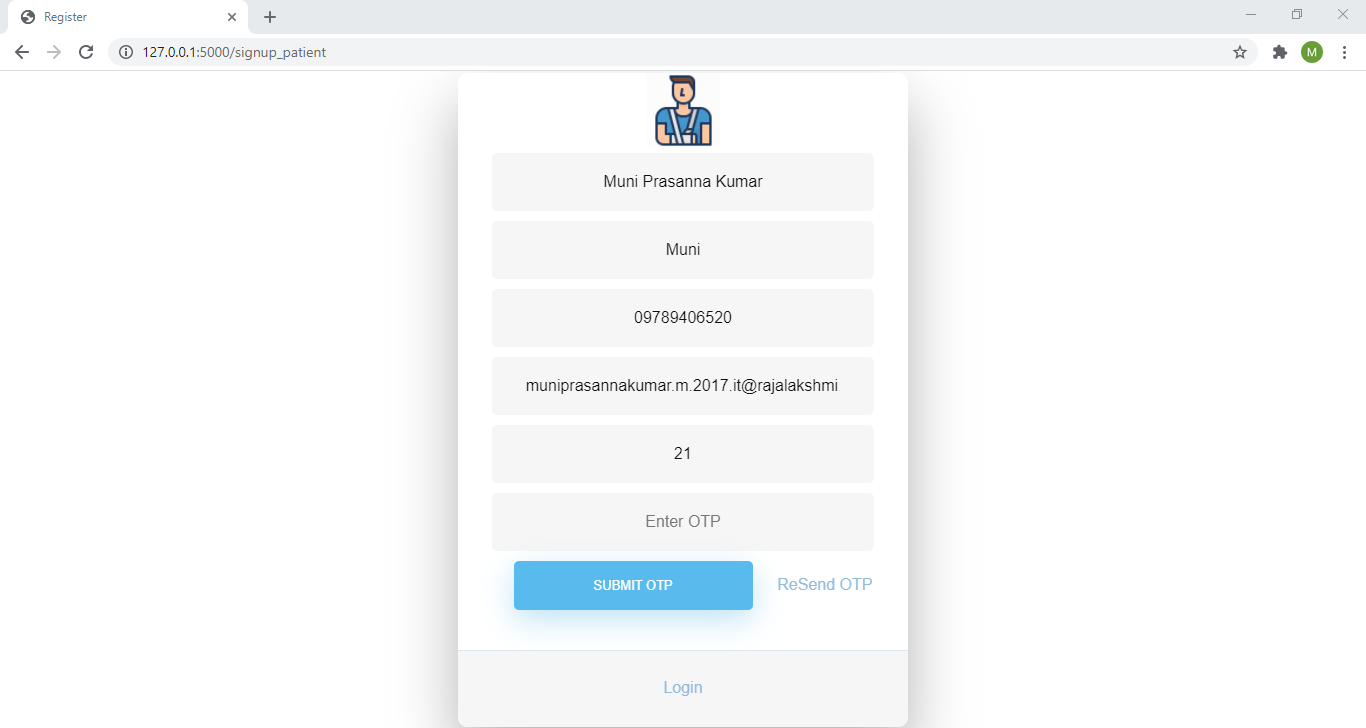 Register
127.0.0.1:5000/signup_patient
M
Muni Prasanna Kumar
Muni
09789406520
muniprasannakumar.m.2017.it@rajalakshmi
21
Enter OTP
SUBMIT OTP
ReSend OTP
Login